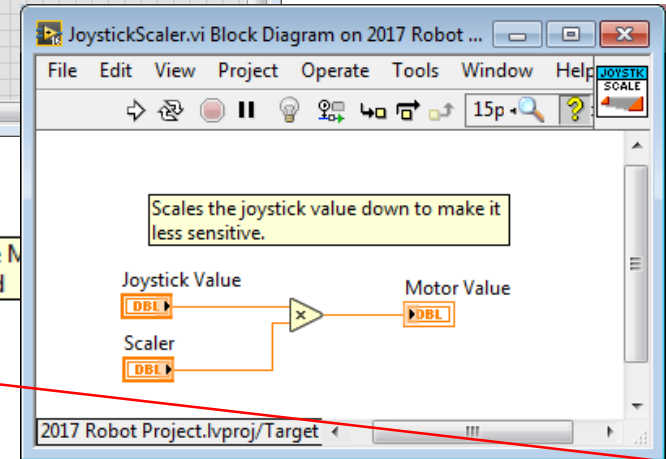 JoystickScaler.vi Block Diagram on 2017 Robot ...
File Edit View Project Operate Tools Window Help
JOYSTK
SCALE
15p
?
Scales the joystick value down to make it
less sensitive.
Joystick Value
DBL
Motor Value
DBL
x
Scaler
DBL
2017 Robot Project.lvproj/Target